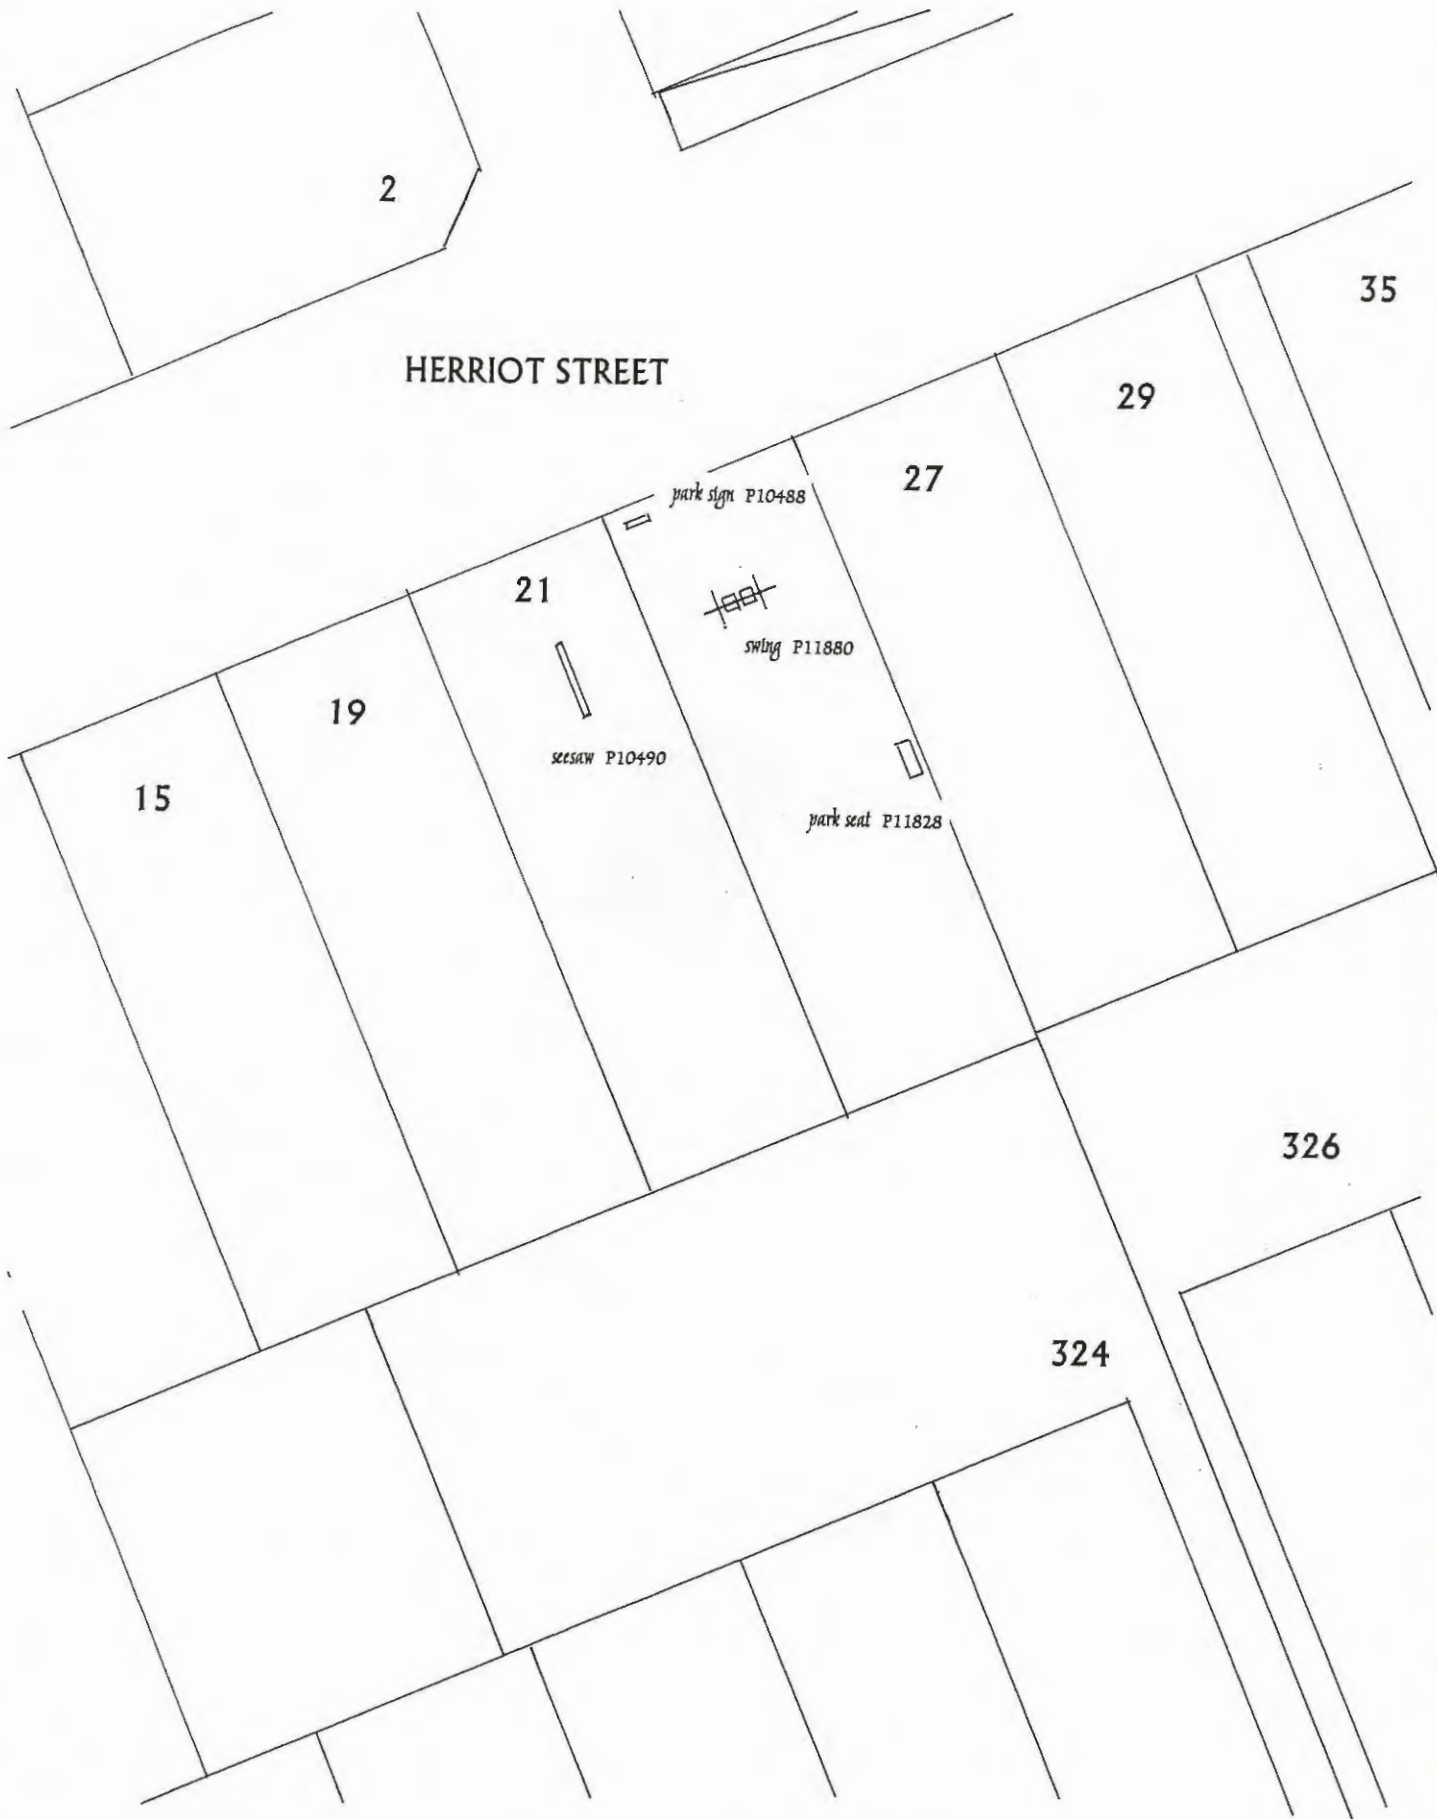 2
35
HERRIOT STREET
29
27
park sign P10488
21
swing P11880
19
seesaw P10490
15
park seat P11828
326
324